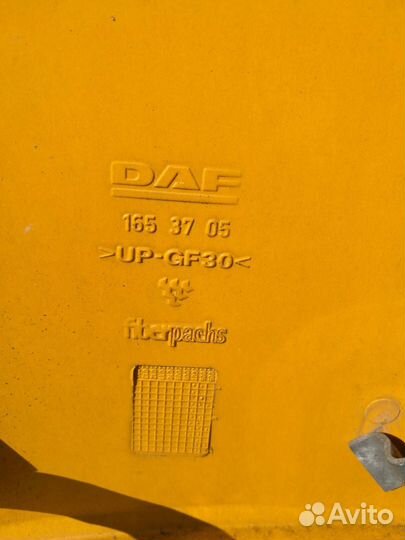 DAF
165 37 05
>UP-GF30<
fiberpachs
Avito